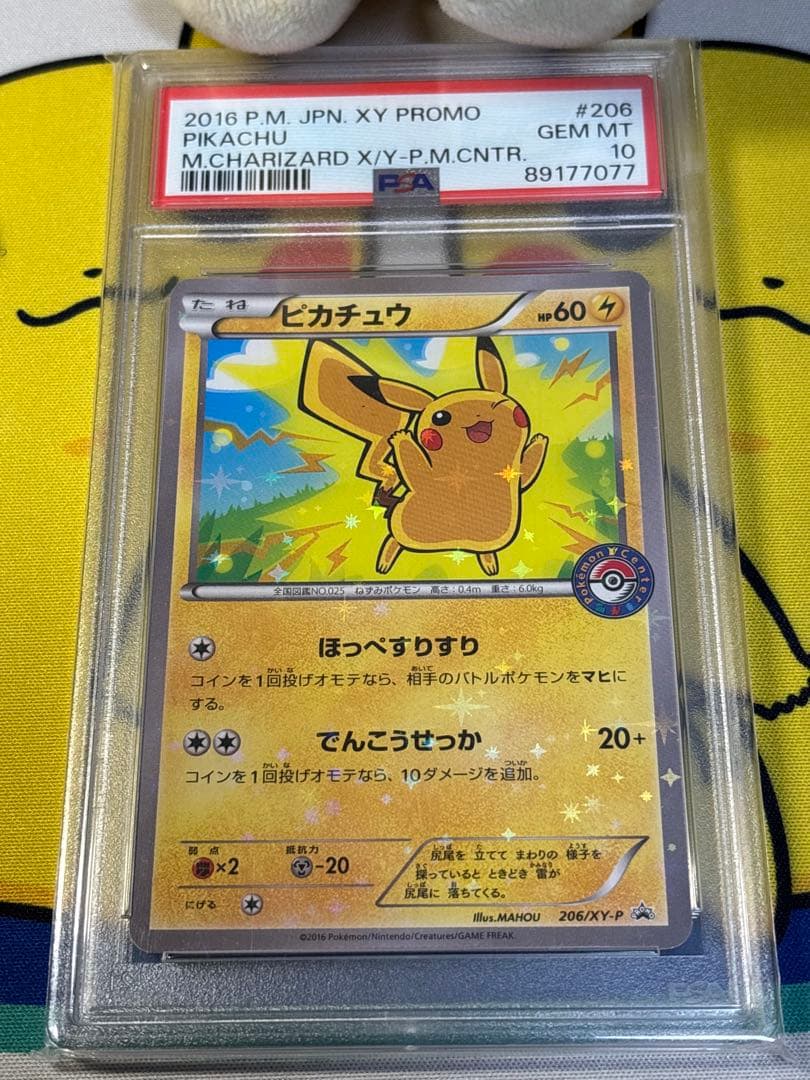 2016 P.M. JPN. XY PROMO #206
PIKACHU GEM MT
M.CHARIZARD X/Y-P.M.CNTR. 10
PSA 89177077
たね ピカチュウ HP60
Pokémon Center
全国図鑑NO.025 ねずみポケモン 高さ:0.4m 重さ:6.0kg
ほっぺすりすり
コインを1回投げオモテなら、相手のバトルポケモンをマヒに
する。
でんこうせっか 20+
コインを1回投げオモテなら、10ダメージを追加。
弱点 抵抗力
×2 -20
にげる
尻尾を 立てて まわりの 様子を
探っていると ときどき 雷が
尻尾に 落ちてくる。
Illus.MAHOU 206/XY-P
©2016 Pokémon/Nintendo/Creatures/GAME FREAK.
PSA